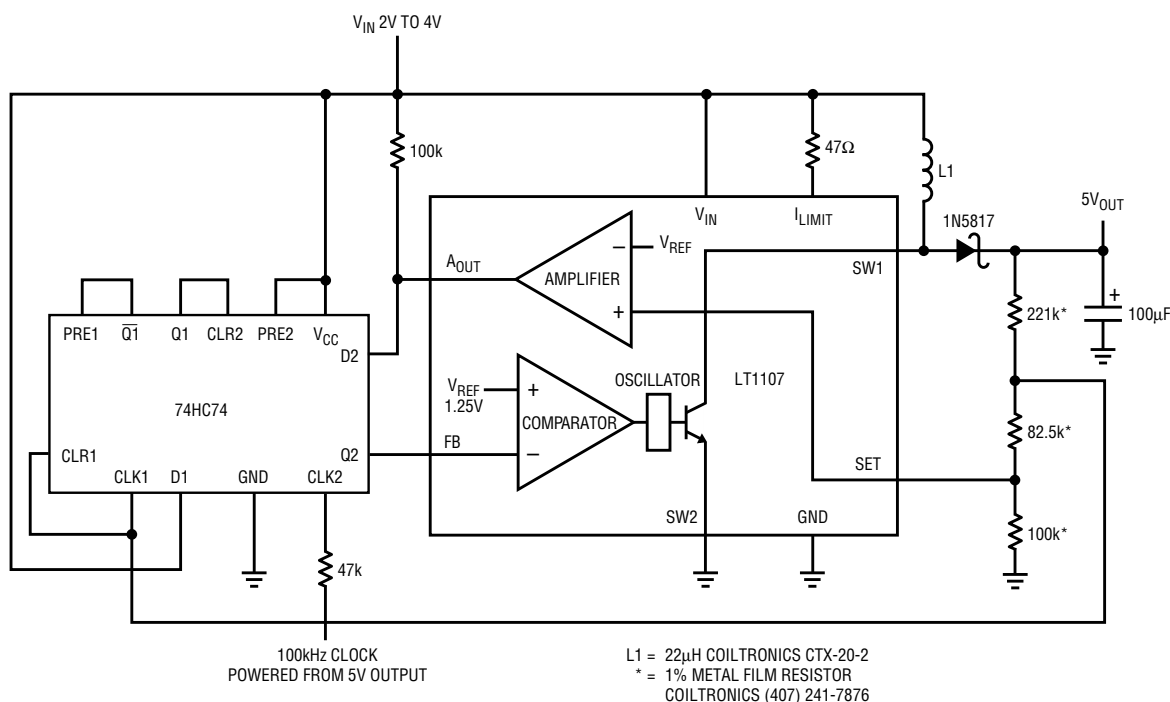 VIN 2V TO 4V
100k
47Ω
L1
VIN
ILIMIT
1N5817
5VOUT
− VREF
AOUT
AMPLIFIER
SW1
+
+
100µF
221k*
PRE1
Q1
Q1
CLR2
PRE2
VCC
D2
OSCILLATOR
LT1107
VREF
1.25V
+
74HC74
COMPARATOR
82.5k*
FB
−
CLR1
Q2
CLK1
D1
GND
CLK2
SET
SW2
GND
100k*
47k
100kHz CLOCK
POWERED FROM 5V OUTPUT
L1 = 22µH COILTRONICS CTX-20-2
* = 1% METAL FILM RESISTOR
COILTRONICS (407) 241-7876